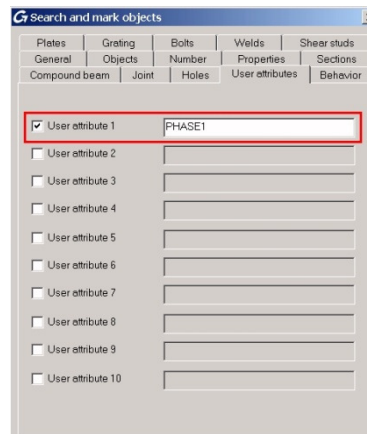 Search and mark objects
Plates Grating Bolts Welds Shear studs
General Objects Number Properties Sections
Compound beam Joint Holes User attributes Behavior
User attribute 1 PHASE1
User attribute 2
User attribute 3
User attribute 4
User attribute 5
User attribute 6
User attribute 7
User attribute 8
User attribute 9
User attribute 10